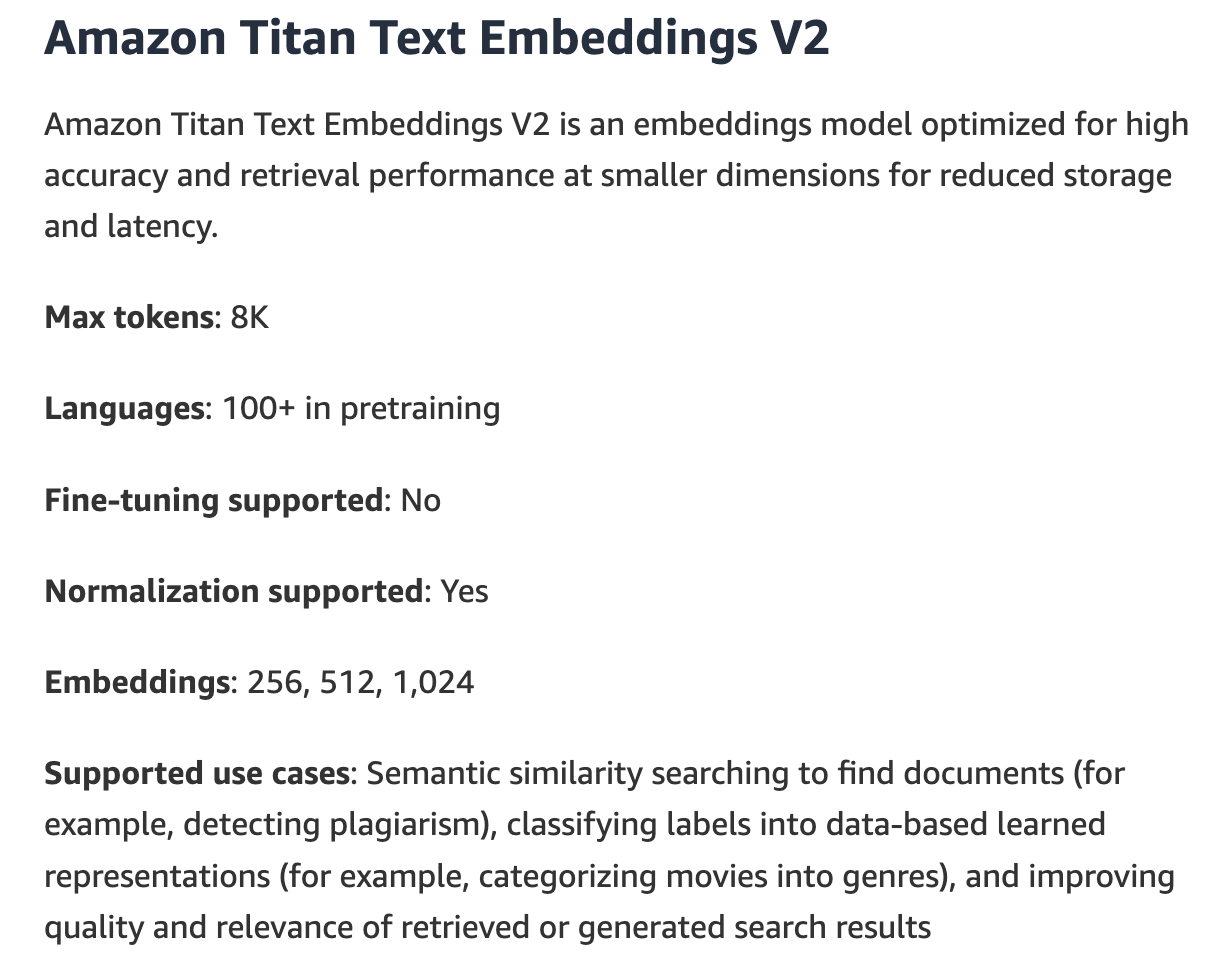 Amazon Titan Text Embeddings V2
Amazon Titan Text Embeddings V2 is an embeddings model optimized for high
accuracy and retrieval performance at smaller dimensions for reduced storage
and latency.
Max tokens: 8K
Languages: 100+ in pretraining
Fine-tuning supported: No
Normalization supported: Yes
Embeddings: 256, 512, 1,024
Supported use cases: Semantic similarity searching to find documents (for
example, detecting plagiarism), classifying labels into data-based learned
representations (for example, categorizing movies into genres), and improving
quality and relevance of retrieved or generated search results